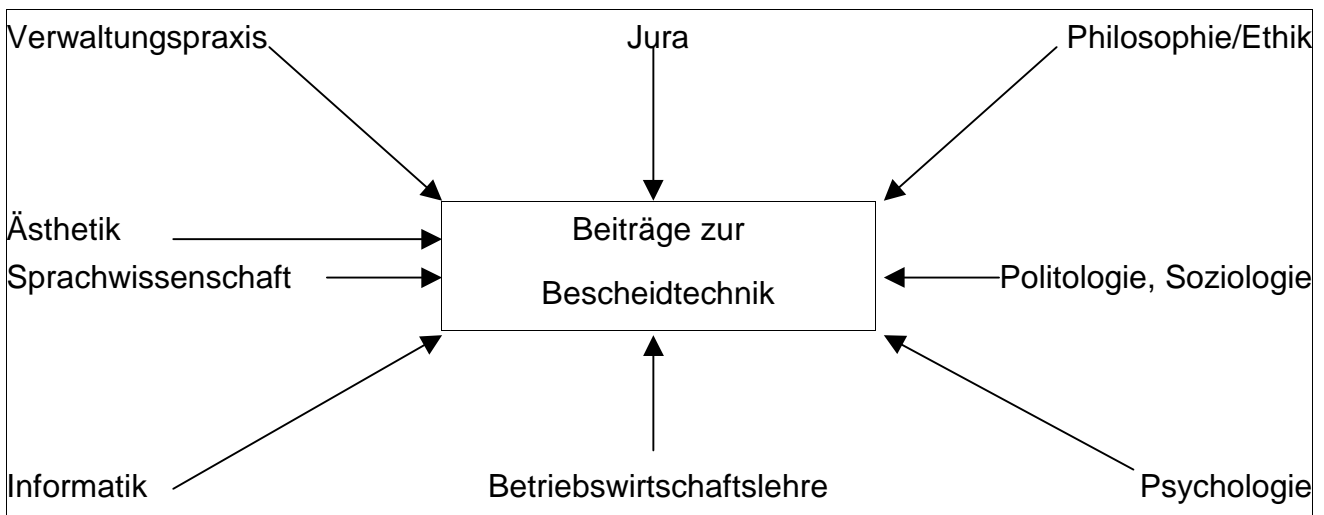 Verwaltungspraxis
Jura
Philosophie/Ethik
Ästhetik
Beiträge zur
Sprachwissenschaft
Bescheidtechnik
Politologie, Soziologie
Informatik
Betriebswirtschaftslehre
Psychologie